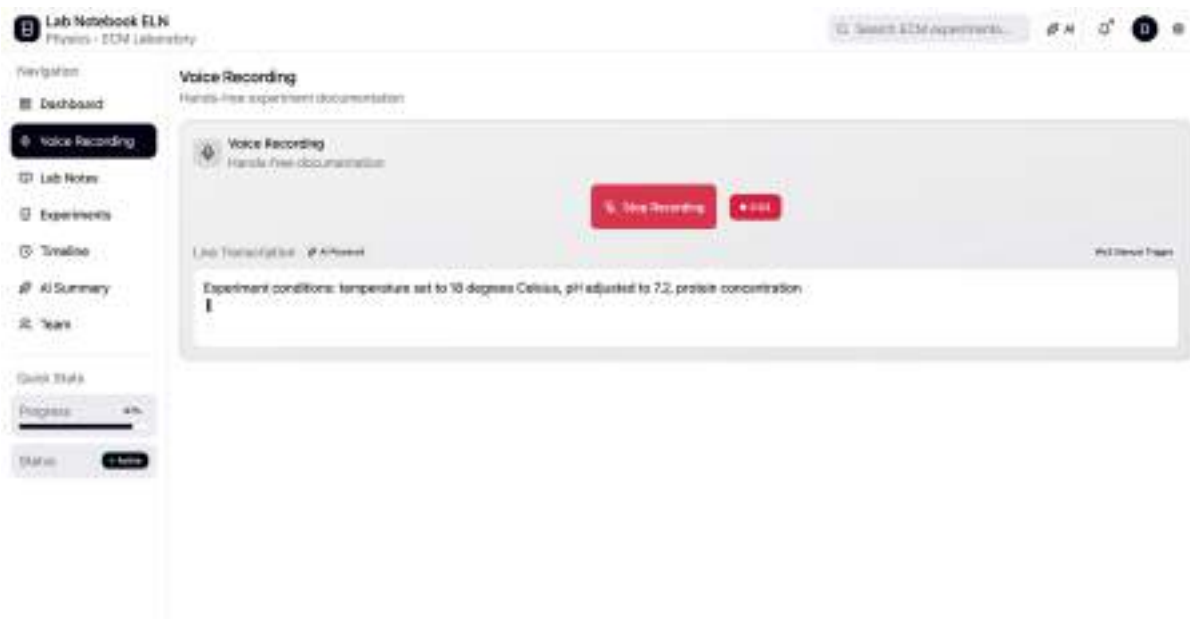 Lab Notebook ELN
Physics - ECM Laboratory
Search ECM experiments...
AI
Navigation
Dashboard
Voice Recording
Lab Notes
Experiments
Timeline
AI Summary
Team
Quick Stats
Progress
Status
Voice Recording
Hands-free experiment documentation
Voice Recording
Hands-free documentation
Stop Recording
Live Transcription AI Powered
Experiment conditions: temperature set to 18 degrees Celsius, pH adjusted to 7.2, protein concentration